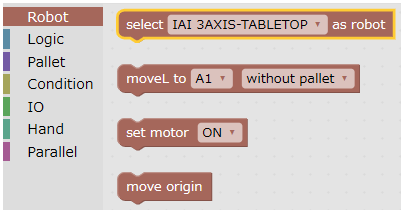 Robot
Logic
Pallet
Condition
IO
Hand
Parallel
select IAI 3AXIS-TABLETOP as robot
moveL to A1 without pallet
set motor ON
move origin